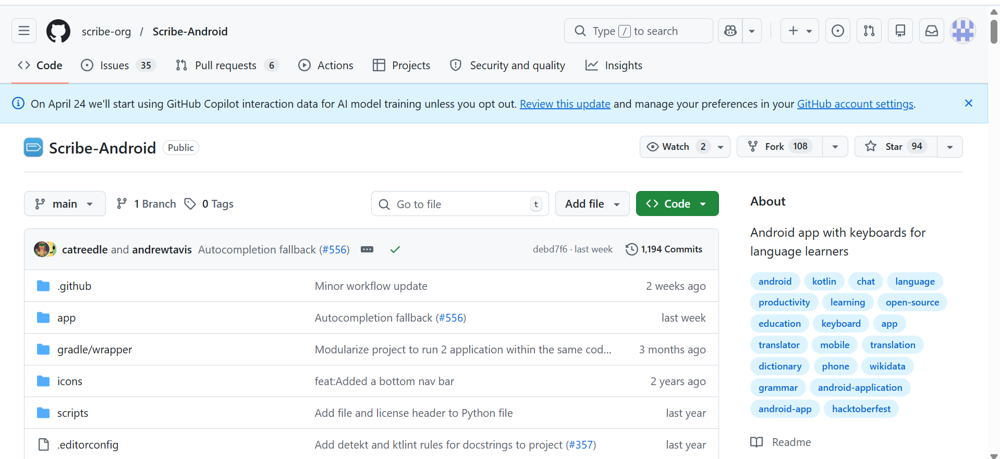 scribe-org / Scribe-Android
Type / to search
Code
Issues 35
Pull requests 6
Actions
Projects
Security and quality
Insights
On April 24 we'll start using GitHub Copilot interaction data for AI model training unless you opt out. Review this update and manage your preferences in your GitHub account settings.
Scribe-Android Public
Watch 2
Fork 108
Star 94
main
1 Branch
0 Tags
Go to file t
Add file
Code
catreedle and andrewtavis Autocompletion fallback (#556)
debd7f6 · last week
1,194 Commits
.github Minor workflow update 2 weeks ago
app Autocompletion fallback (#556) last week
gradle/wrapper Modularize project to run 2 application within the same cod... 3 months ago
icons feat:Added a bottom nav bar 2 years ago
scripts Add file and license header to Python file last year
.editorconfig Add detekt and ktlint rules for docstrings to project (#357) last year
About
Android app with keyboards for
language learners
android kotlin chat language
productivity learning open-source
education keyboard app
translator mobile translation
dictionary phone wikidata
grammar android-application
android-app hacktoberfest
Readme